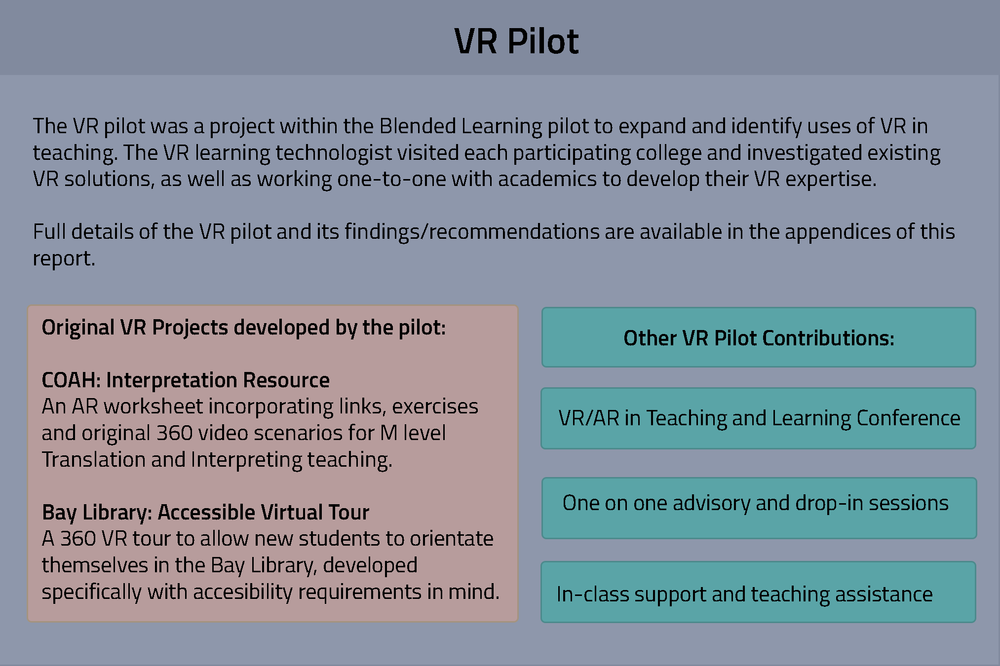 VR Pilot
The VR pilot was a project within the Blended Learning pilot to expand and identify uses of VR in
teaching. The VR learning technologist visited each participating college and investigated existing
VR solutions, as well as working one-to-one with academics to develop their VR expertise.
Full details of the VR pilot and its findings/recommendations are available in the appendices of this
report.
Original VR Projects developed by the pilot:
COAH: Interpretation Resource
An AR worksheet incorporating links, exercises
and original 360 video scenarios for M level
Translation and Interpreting teaching.
Bay Library: Accessible Virtual Tour
A 360 VR tour to allow new students to orientate
themselves in the Bay Library, developed
specifically with accesibility requirements in mind.
Other VR Pilot Contributions:
VR/AR in Teaching and Learning Conference
One on one advisory and drop-in sessions
In-class support and teaching assistance